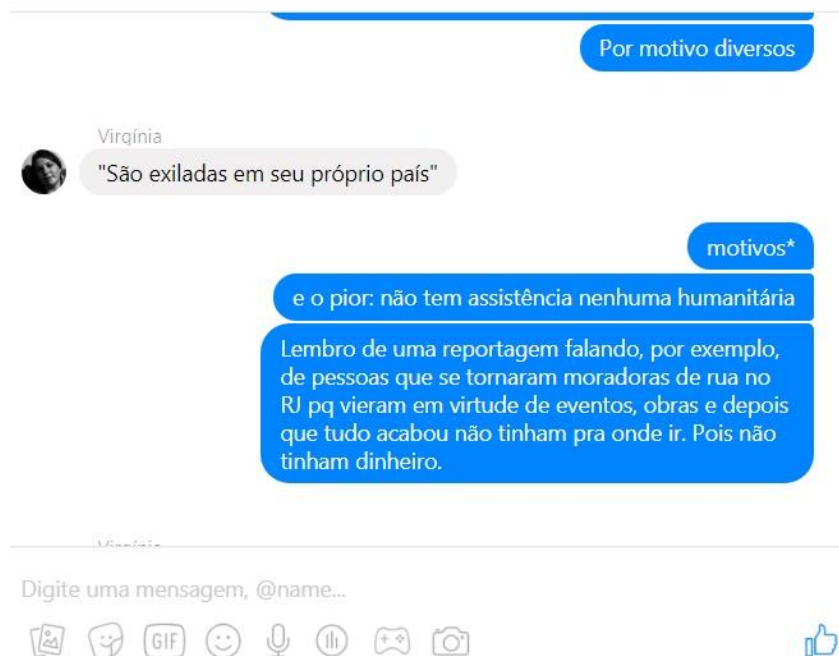 Por motivo diversos
Virgínia
"São exiladas em seu próprio país"
motivos*
e o pior: não tem assistência nenhuma humanitária
Lembro de uma reportagem falando, por exemplo,
de pessoas que se tornaram moradoras de rua no
RJ pq vieram em virtude de eventos, obras e depois
que tudo acabou não tinham pra onde ir. Pois não
tinham dinheiro.
Virgínia
Digite uma mensagem, @name...
GIF